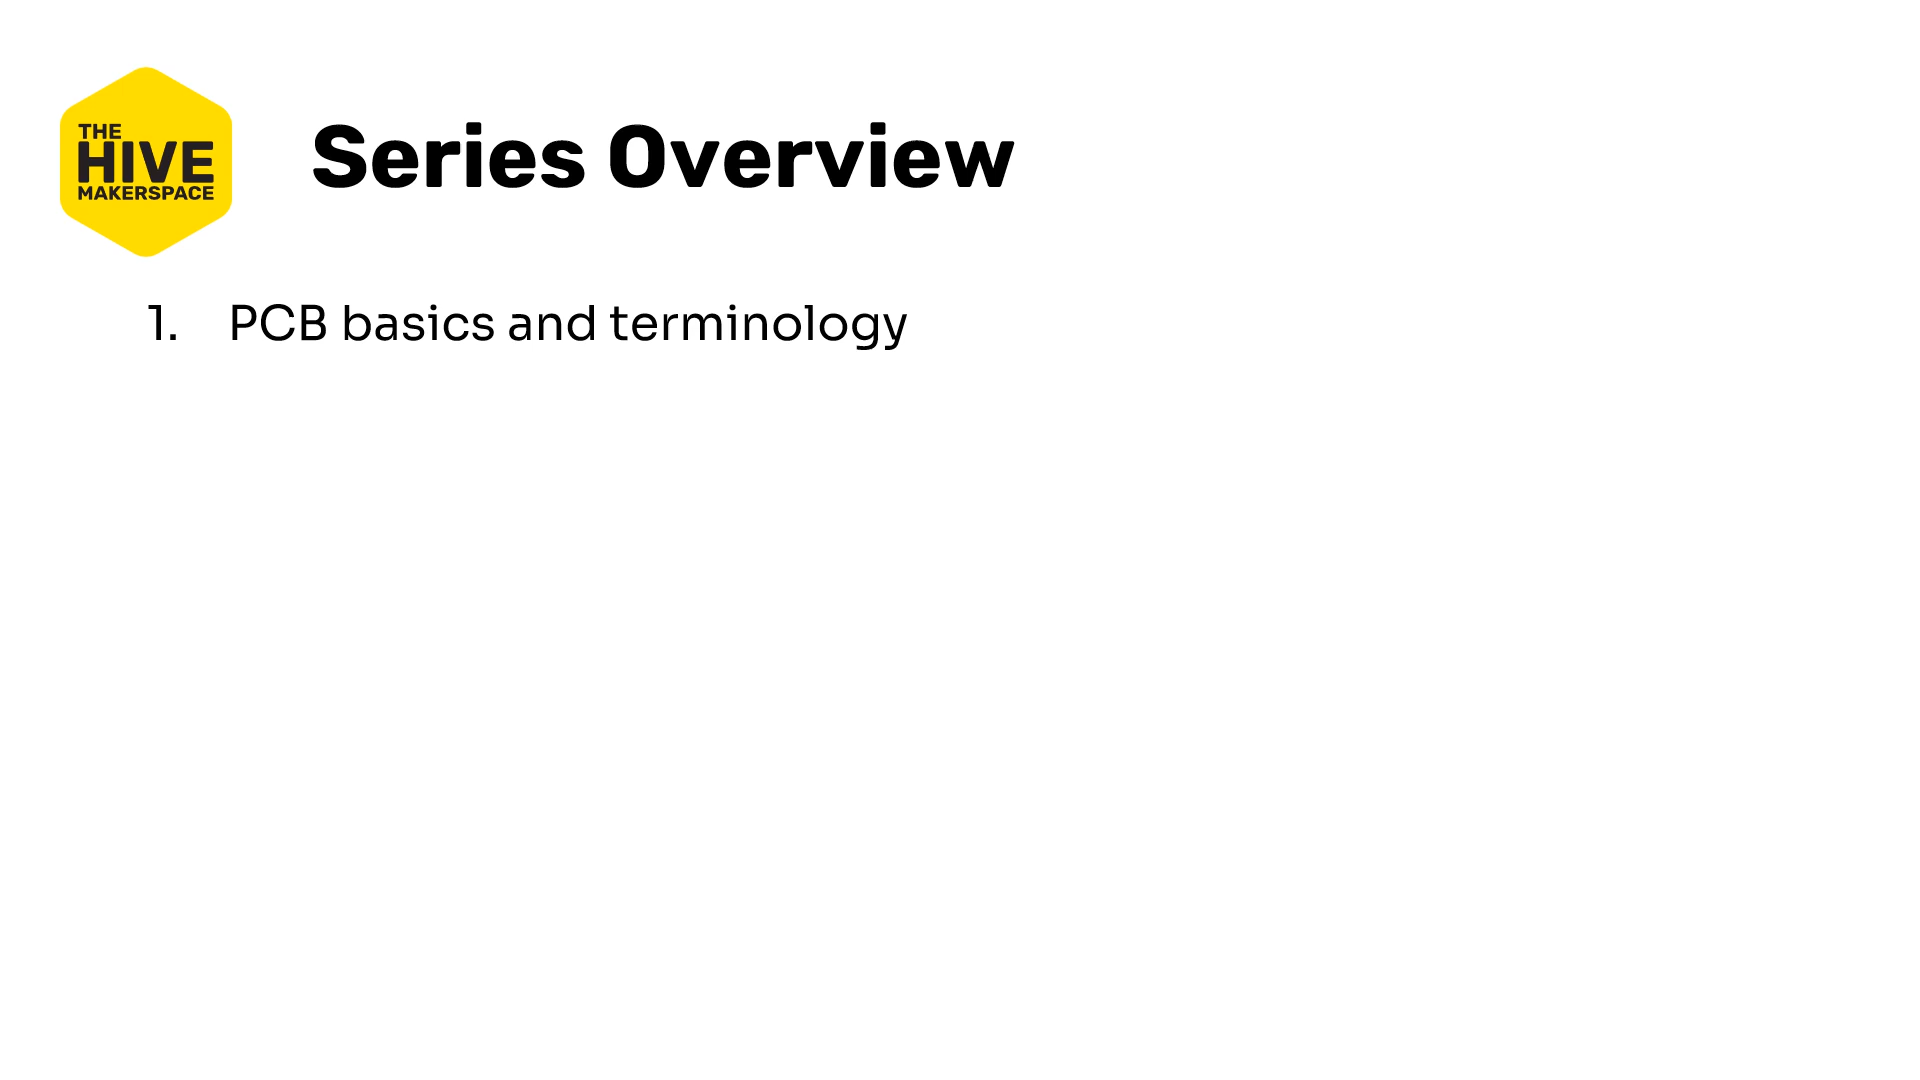 THE
HIVE
MAKERSPACE
Series Overview
1. PCB basics and terminology